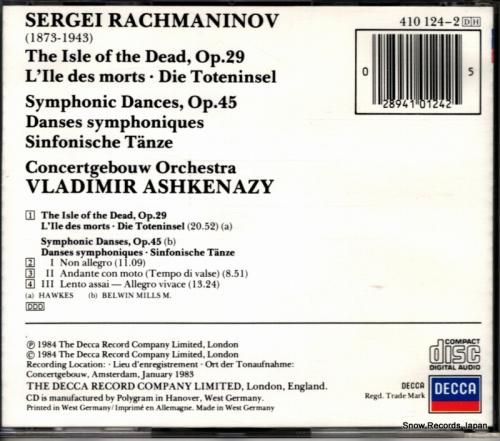 SERGEI RACHMANINOV
410 124-2 DH
(1873-1943)
The Isle of the Dead, Op.29
L'Ile des morts · Die Toteninsel
Symphonic Dances, Op.45
Danses symphoniques
Sinfonische Tänze
0 28941 01242 5
Concertgebouw Orchestra
VLADIMIR ASHKENAZY
1 The Isle of the Dead, Op.29
L'Ile des morts · Die Toteninsel (20.52) (a)
Symphonic Danses, Op.45 (b)
Danses symphoniques · Sinfonische Tänze
2 I Non allegro (11.09)
3 II Andante con moto (Tempo di valse) (8.51)
4 III Lento assai — Allegro vivace (13.24)
(a) HAWKES (b) BELWIN MILLS M.
DDD
℗ 1984 The Decca Record Company Limited, London
© 1984 The Decca Record Company Limited, London
Recording Location: · Lieu d'enregistrement · Ort der Tonaufnahme:
Concertgebouw, Amsterdam, January 1983
THE DECCA RECORD COMPANY LIMITED, London, England.
CD is manufactured by Polygram in Hanover, West Germany.
Printed in West Germany / Imprimé en Allemagne. Made in West Germany
COMPACT
disc
DIGITAL AUDIO
DECCA
Regd. Trade Mark
DECCA
Snow.Records.Japan
http://snowrecords.jp